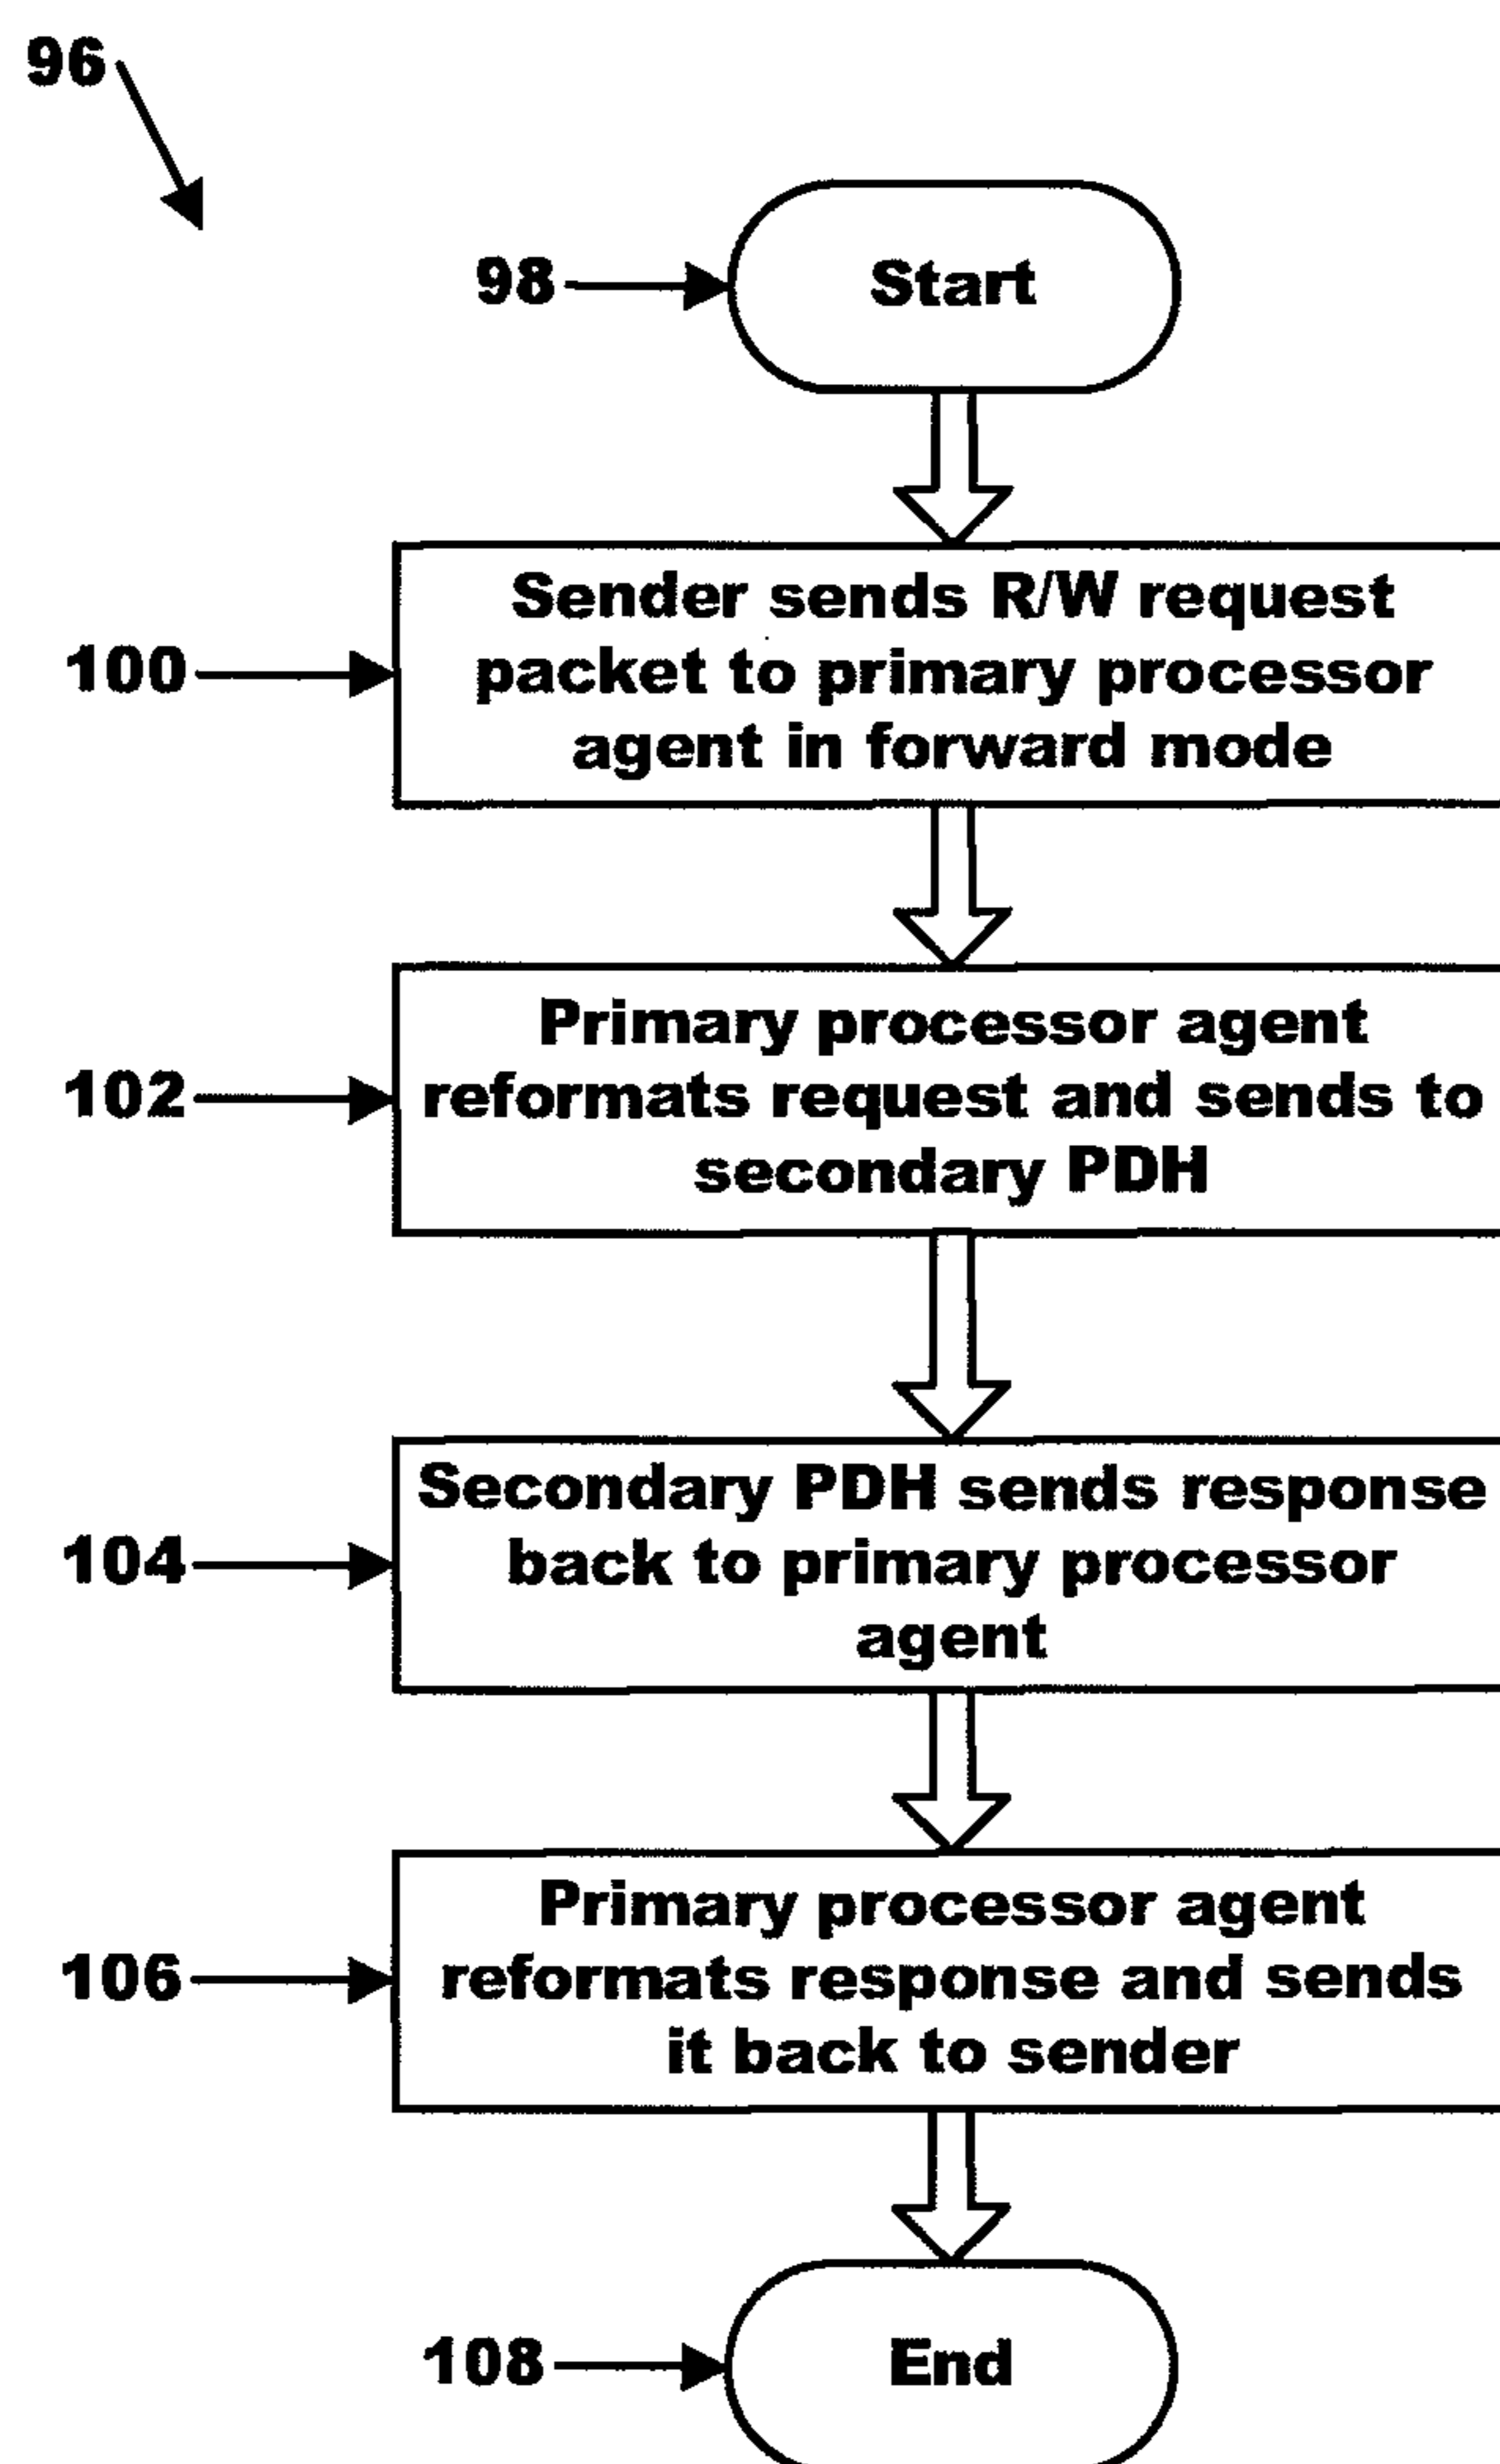 96
98
Start
100
Sender sends R/W request
packet to primary processor
agent in forward mode
102
Primary processor agent
reformats request and sends to
secondary PDH
104
Secondary PDH sends response
back to primary processor
agent
106
Primary processor agent
reformats response and sends
it back to sender
108
End